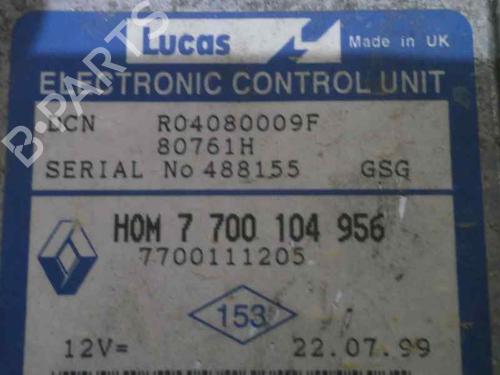 Lucas
Made in UK
ELECTRONIC CONTROL UNIT
DCN R04080009F
80761H
SERIAL No 488155 GSG
HOM 7 700 104 956
7700111205
153
12V= 22.07.99
B-PARTS